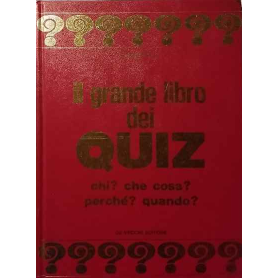 ? ? ? ? ? ? ? ?
Il grande libro
dei
QUIZ
chi? che cosa?
perché? quando?
? ? ? ? ? ? ? ?